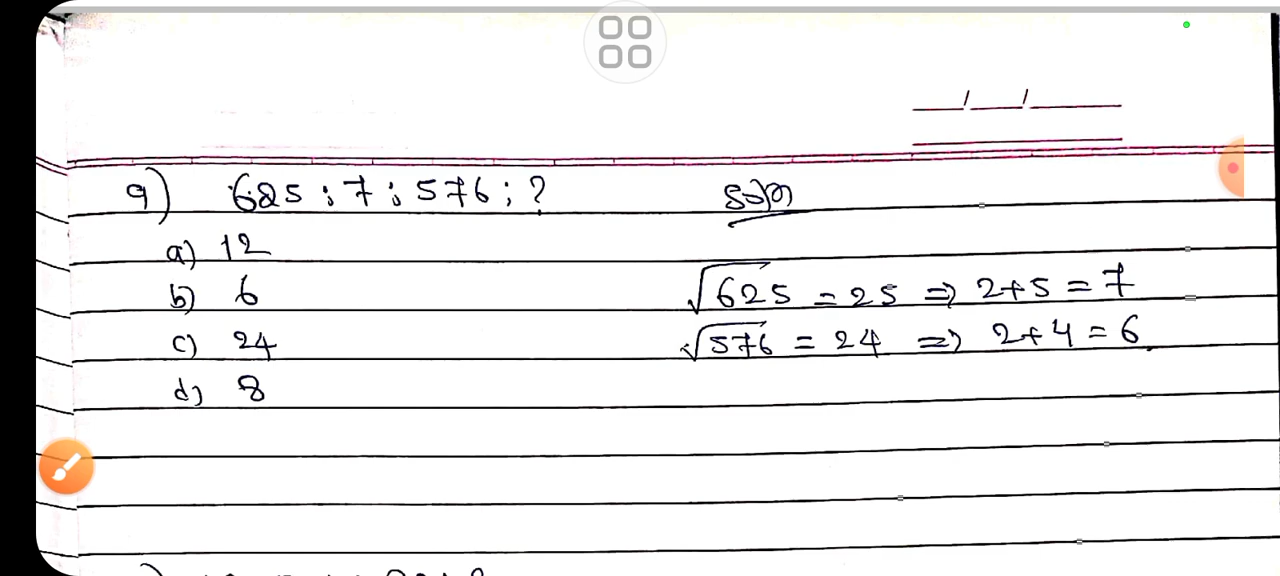 9) 625 : 7 : 576 : ?
Soln
a) 12
b) 6
c) 24
d) 8
√625 = 25 ⇒ 2+5 = 7
√576 = 24 ⇒ 2+4 = 6